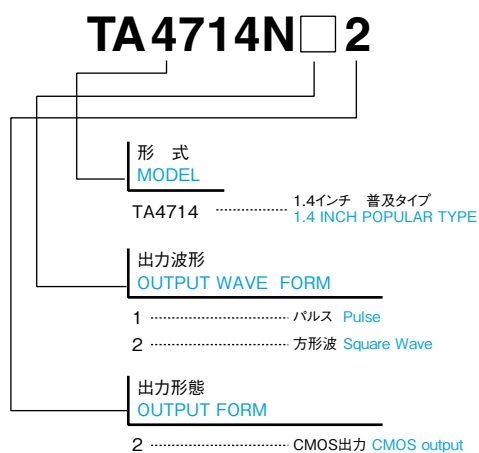 TA4714N□2
形 式
MODEL
TA4714 ............ 1.4インチ 普及タイプ
1.4 INCH POPULAR TYPE
出力波形
OUTPUT WAVE FORM
1 ............ パルス Pulse
2 ............ 方形波 Square Wave
出力形態
OUTPUT FORM
2 ............ CMOS出力 CMOS output